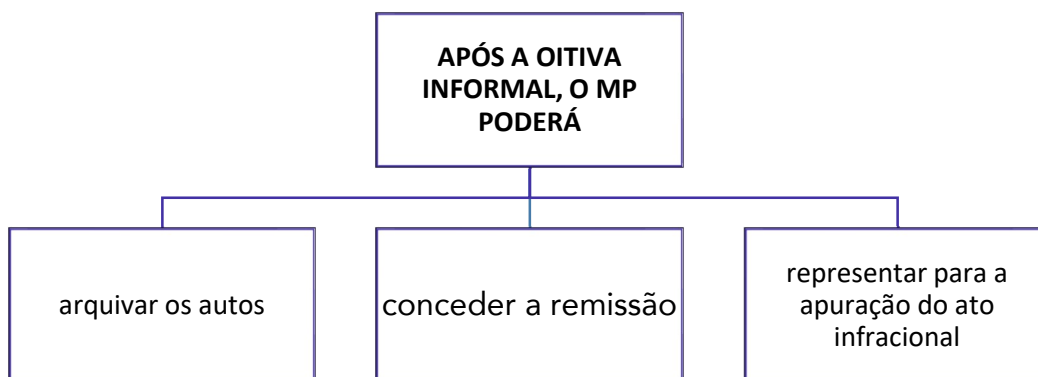 APÓS A OITIVA
INFORMAL, O MP
PODERÁ
arquivar os autos
conceder a remissão
representar para a
apuração do ato
infracional